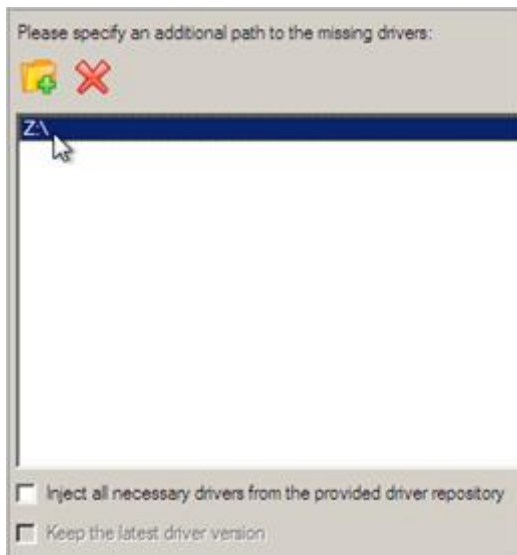 Please specify an additional path to the missing drivers:
Z:\
Inject all necessary drivers from the provided driver repository
Keep the latest driver version